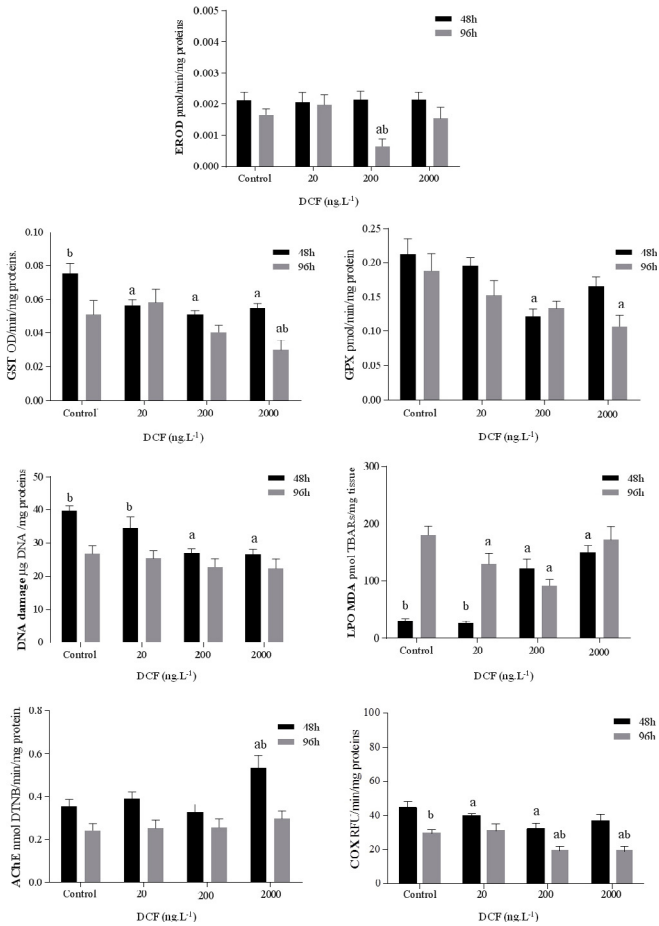 EROD pmol/min/mg proteins
0.005
0.004
0.003
0.002
0.001
0.000
48h
96h
ab
Control 20 200 2000
DCF (ng.L-1)
GST OD/min/mg proteins.
0.10
0.08
0.06
0.04
0.02
0.00
48h
96h
b
a
a
a
ab
Control 20 200 2000
DCF (ng.L-1)
GPX pmol/min/mg protein
0.25
0.20
0.15
0.10
0.05
0.00
48h
96h
a
a
Control 20 200 2000
DCF (ng.L-1)
DNA damage µg DNA /mg proteins
50
40
30
20
10
0
48h
96h
b
b
a
a
Control 20 200 2000
DCF (ng.L-1)
LPO MDA pmol TBARs/mg tissue
300
200
100
0
48h
96h
b
b
a
a
a
a
Control 20 200 2000
DCF (ng.L-1)
AChE nmol DTNB/min/mg protein
0.8
0.6
0.4
0.2
0.0
48h
96h
ab
Control 20 200 2000
DCF (ng.L-1)
COX RFU/min/mg proteins
100
80
60
40
20
0
48h
96h
b
a
a
ab
ab
Control 20 200 2000
DCF (ng.L-1)